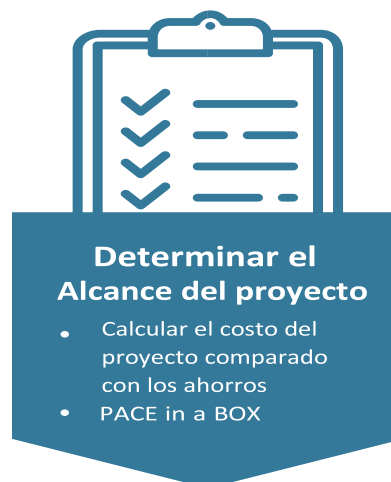 Determinar el
Alcance del proyecto
• Calcular el costo del
proyecto comparado
con los ahorros
• PACE in a BOX